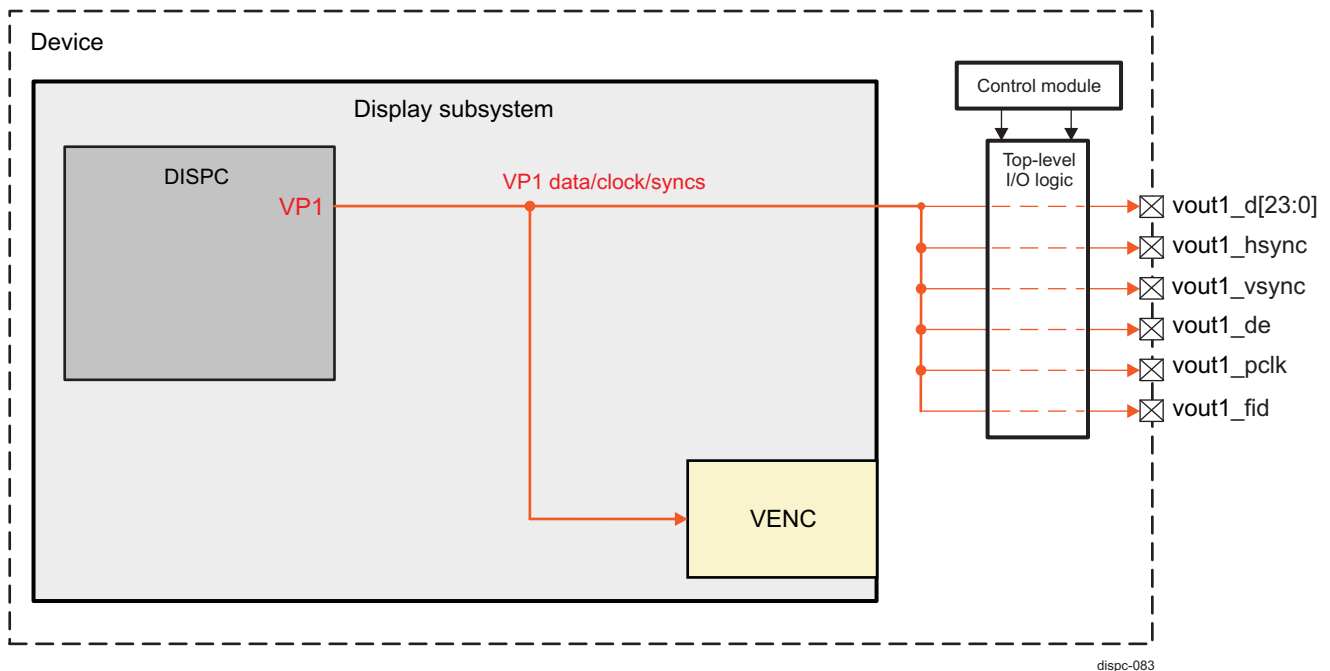 Device
Display subsystem
DISPC
VP1
VP1 data/clock/syncs
VENC
Control module
Top-level
I/O logic
vout1_d[23:0]
vout1_hsync
vout1_vsync
vout1_de
vout1_pclk
vout1_fid
dispc-083